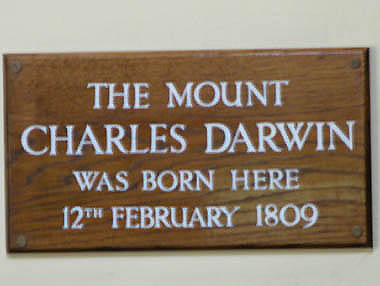 THE MOUNT
CHARLES DARWIN
WAS BORN HERE
12TH FEBRUARY 1809